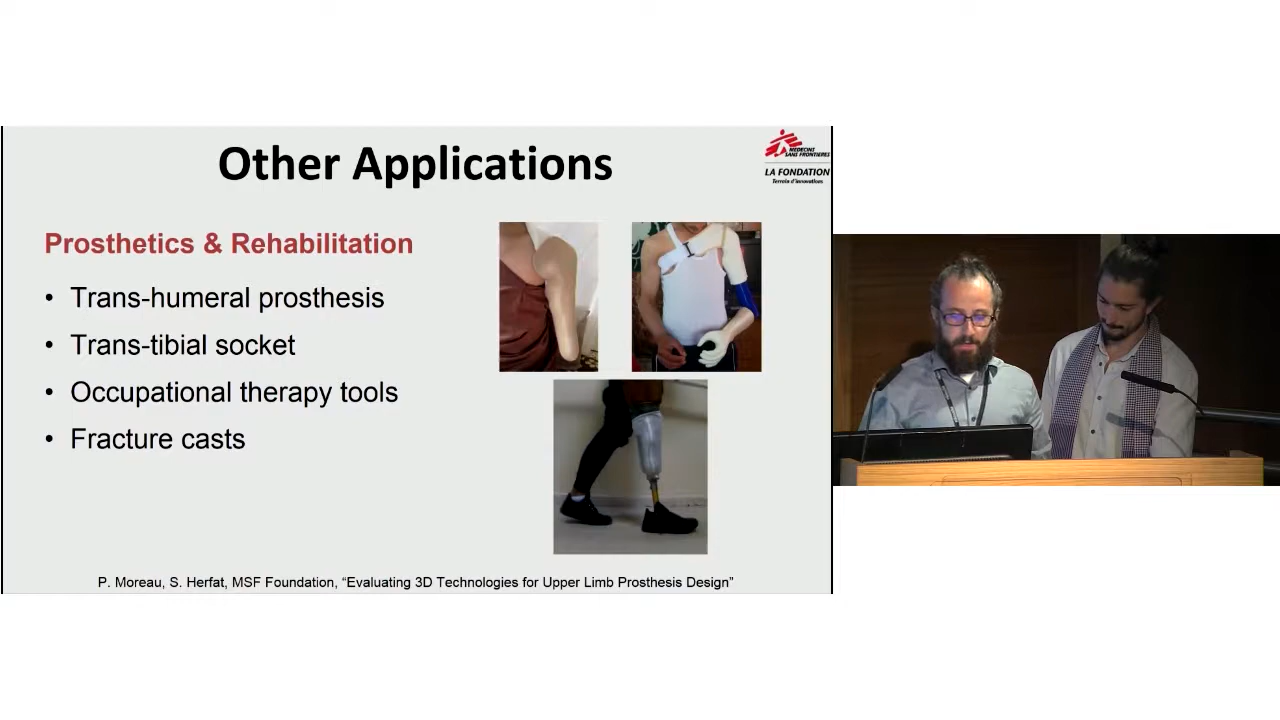 Other Applications
MEDECINS
SANS FRONTIERES
LA FONDATION
Terrain d'innovations
Prosthetics & Rehabilitation
• Trans-humeral prosthesis
• Trans-tibial socket
• Occupational therapy tools
• Fracture casts
P. Moreau, S. Herfat, MSF Foundation, “Evaluating 3D Technologies for Upper Limb Prosthesis Design”